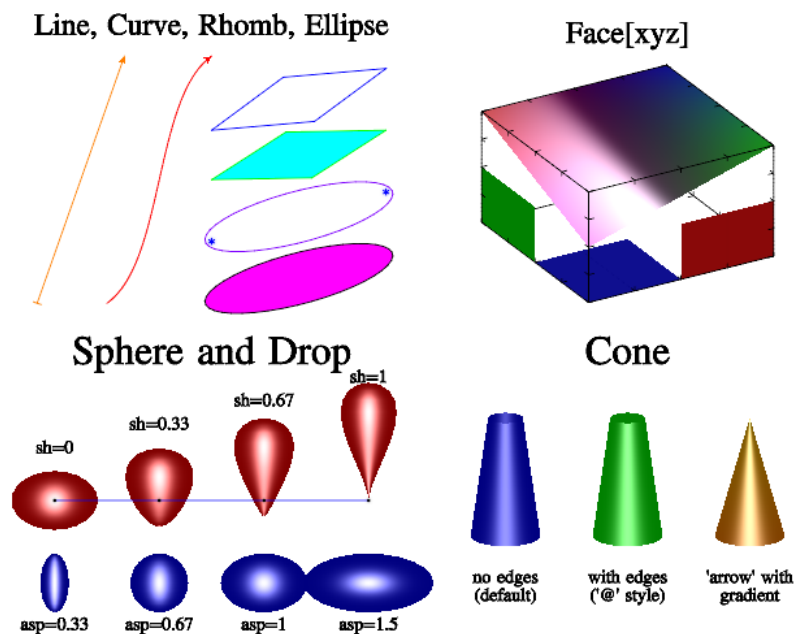 Line, Curve, Rhomb, Ellipse
Face[xyz]
*
*
Sphere and Drop
Cone
sh=0
sh=0.33
sh=0.67
sh=1
asp=0.33
asp=0.67
asp=1
asp=1.5
no edges
(default)
with edges
('@' style)
'arrow' with
gradient